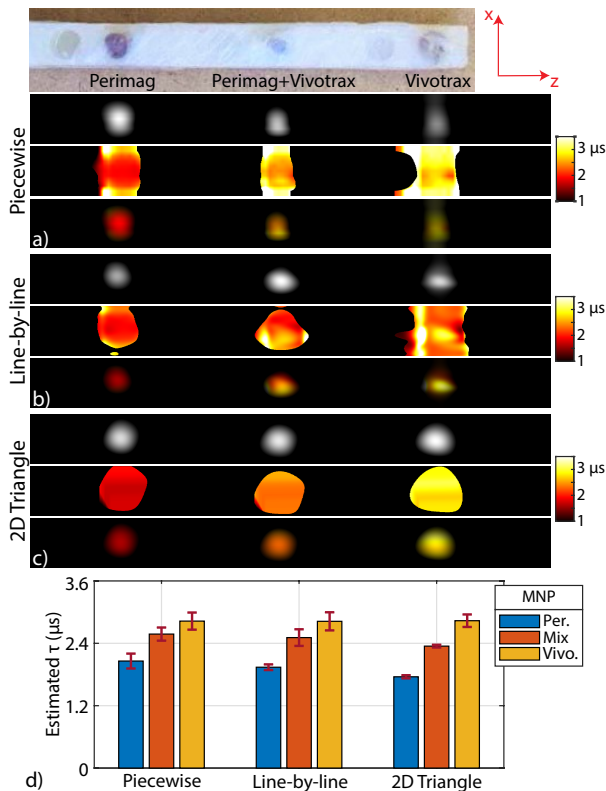 x
z
Perimag
Perimag+Vivotrax
Vivotrax
Piecewise
3 µs
2
1
a)
Line-by-line
3 µs
2
1
b)
2D Triangle
3 µs
2
1
c)
Estimated τ (µs)
3.6
2.4
1.2
0
MNP
Per.
Mix
Vivo.
Piecewise
Line-by-line
2D Triangle
d)